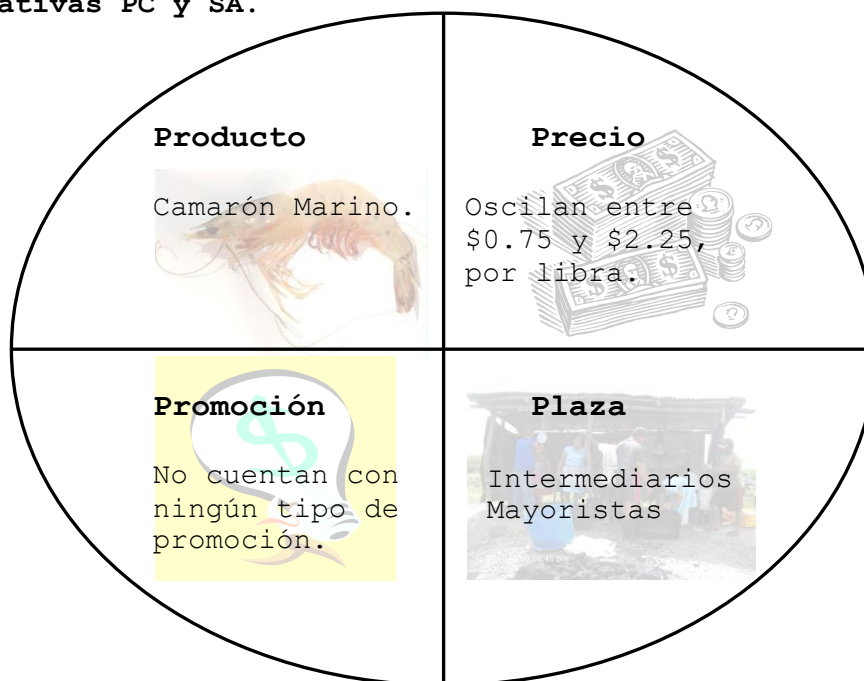 ativas PC y SA.
Producto
Camarón Marino.
Precio
Oscilan entre
$0.75 y $2.25,
por libra.
Promoción
No cuentan con
ningún tipo de
promoción.
Plaza
Intermediarios
Mayoristas